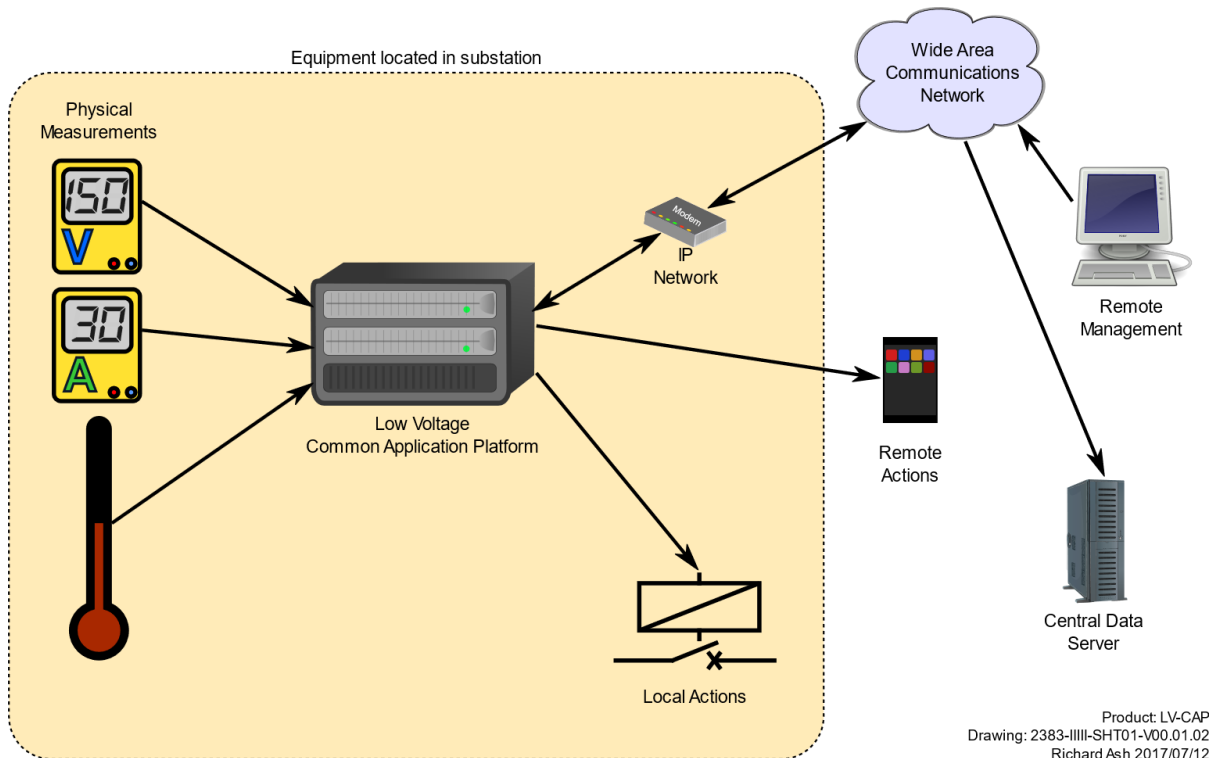 Equipment located in substation
Physical
Measurements
150
V
30
A
Low Voltage
Common Application Platform
Modem
IP
Network
Local Actions
Wide Area
Communications
Network
Remote
Management
Remote
Actions
Central Data
Server
Product: LV-CAP
Drawing: 2383-IIIII-SHT01-V00.01.02
Richard Ash 2017/07/12